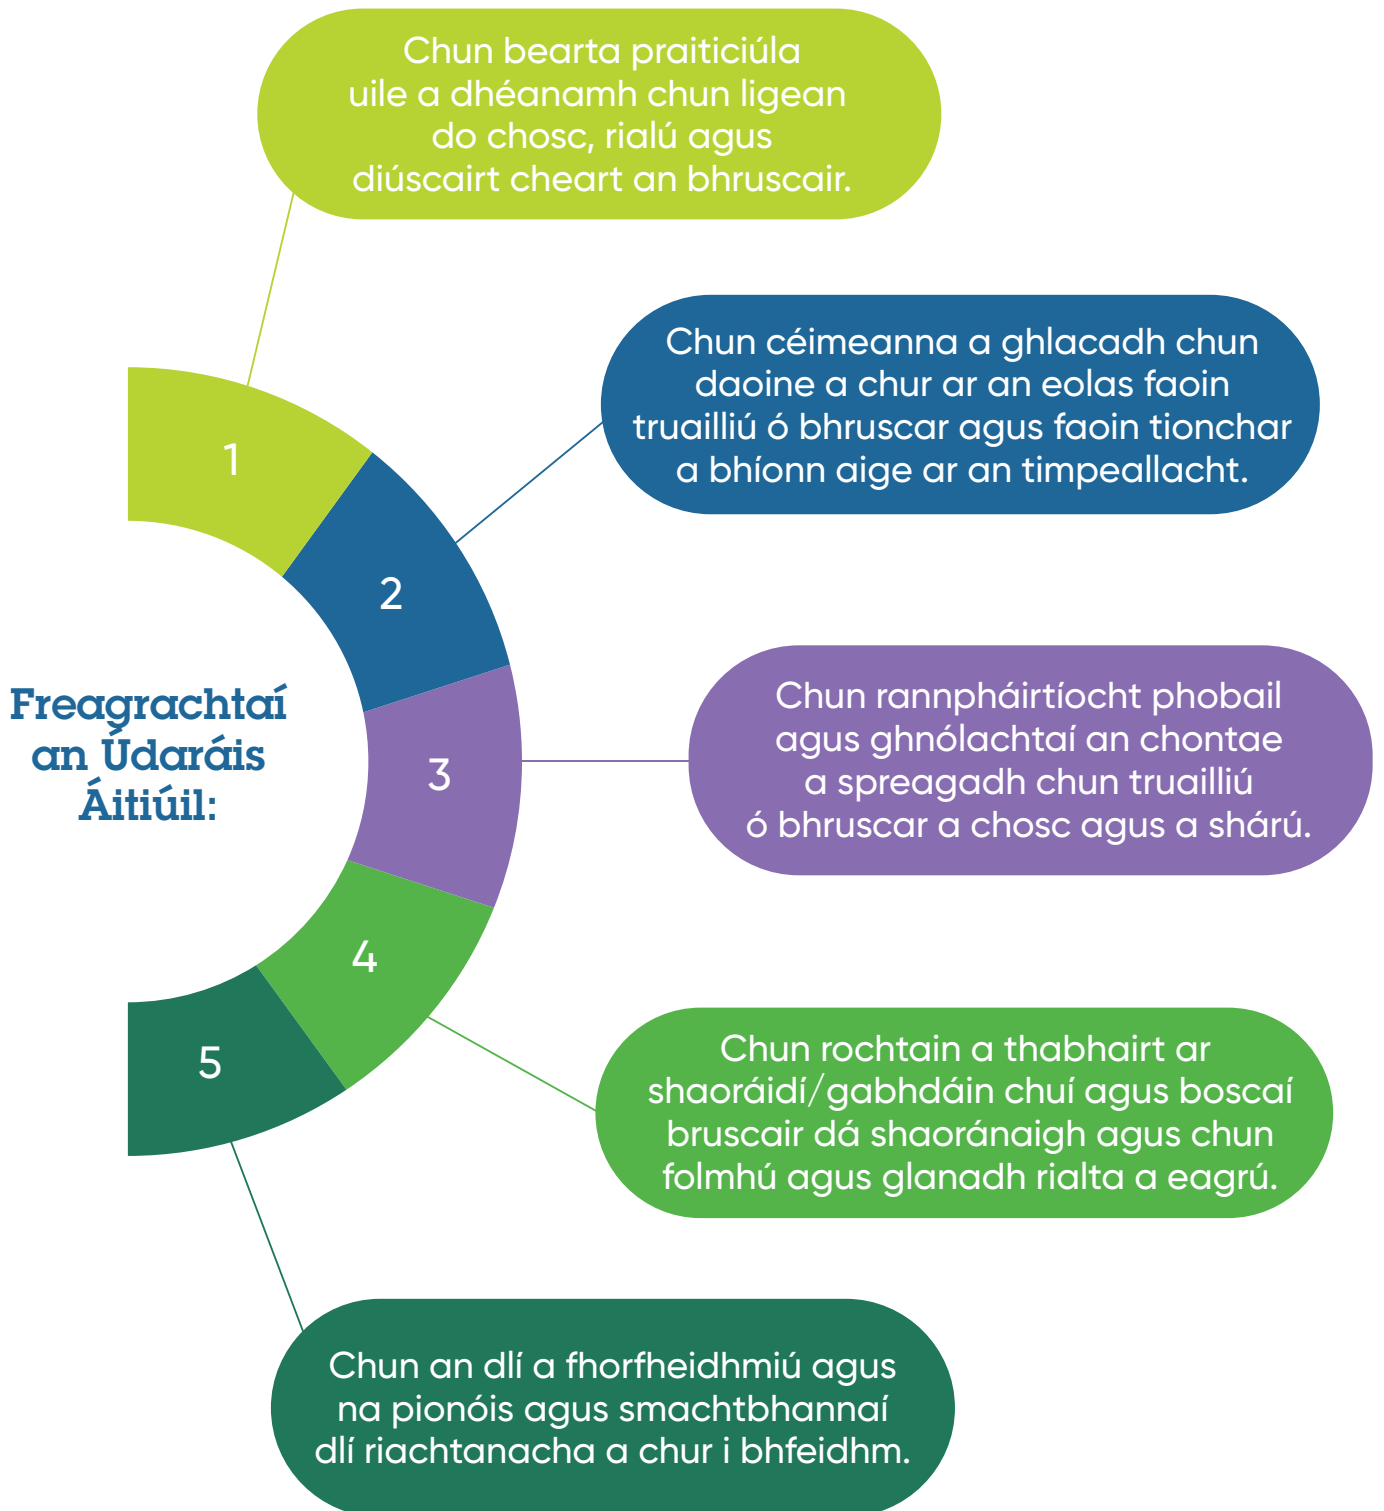 Chun bearta praiticiúla
uile a dhéanamh chun ligean
do chosc, rialú agus
diúscairt cheart an bhruscair.
Chun céimeanna a ghlacadh chun
daoine a chur ar an eolas faoin
truailliú ó bhruscar agus faoin tionchar
a bhíonn aige ar an timpeallacht.
1
2
Freagrachtaí
an Údaráis
Áitiúil:
3
Chun rannpháirtíocht phobail
agus ghnólachtaí an chontae
a spreagadh chun truailliú
ó bhruscar a chosc agus a shárú.
4
5
Chun rochtain a thabhairt ar
shaoráidí/gabhdáin chuí agus boscaí
bruscair dá shaoránaigh agus chun
folmhú agus glanadh rialta a eagrú.
Chun an dlí a fhorfheidhmiú agus
na pionóis agus smachtbhannaí
dlí riachtanacha a chur i bhfeidhm.